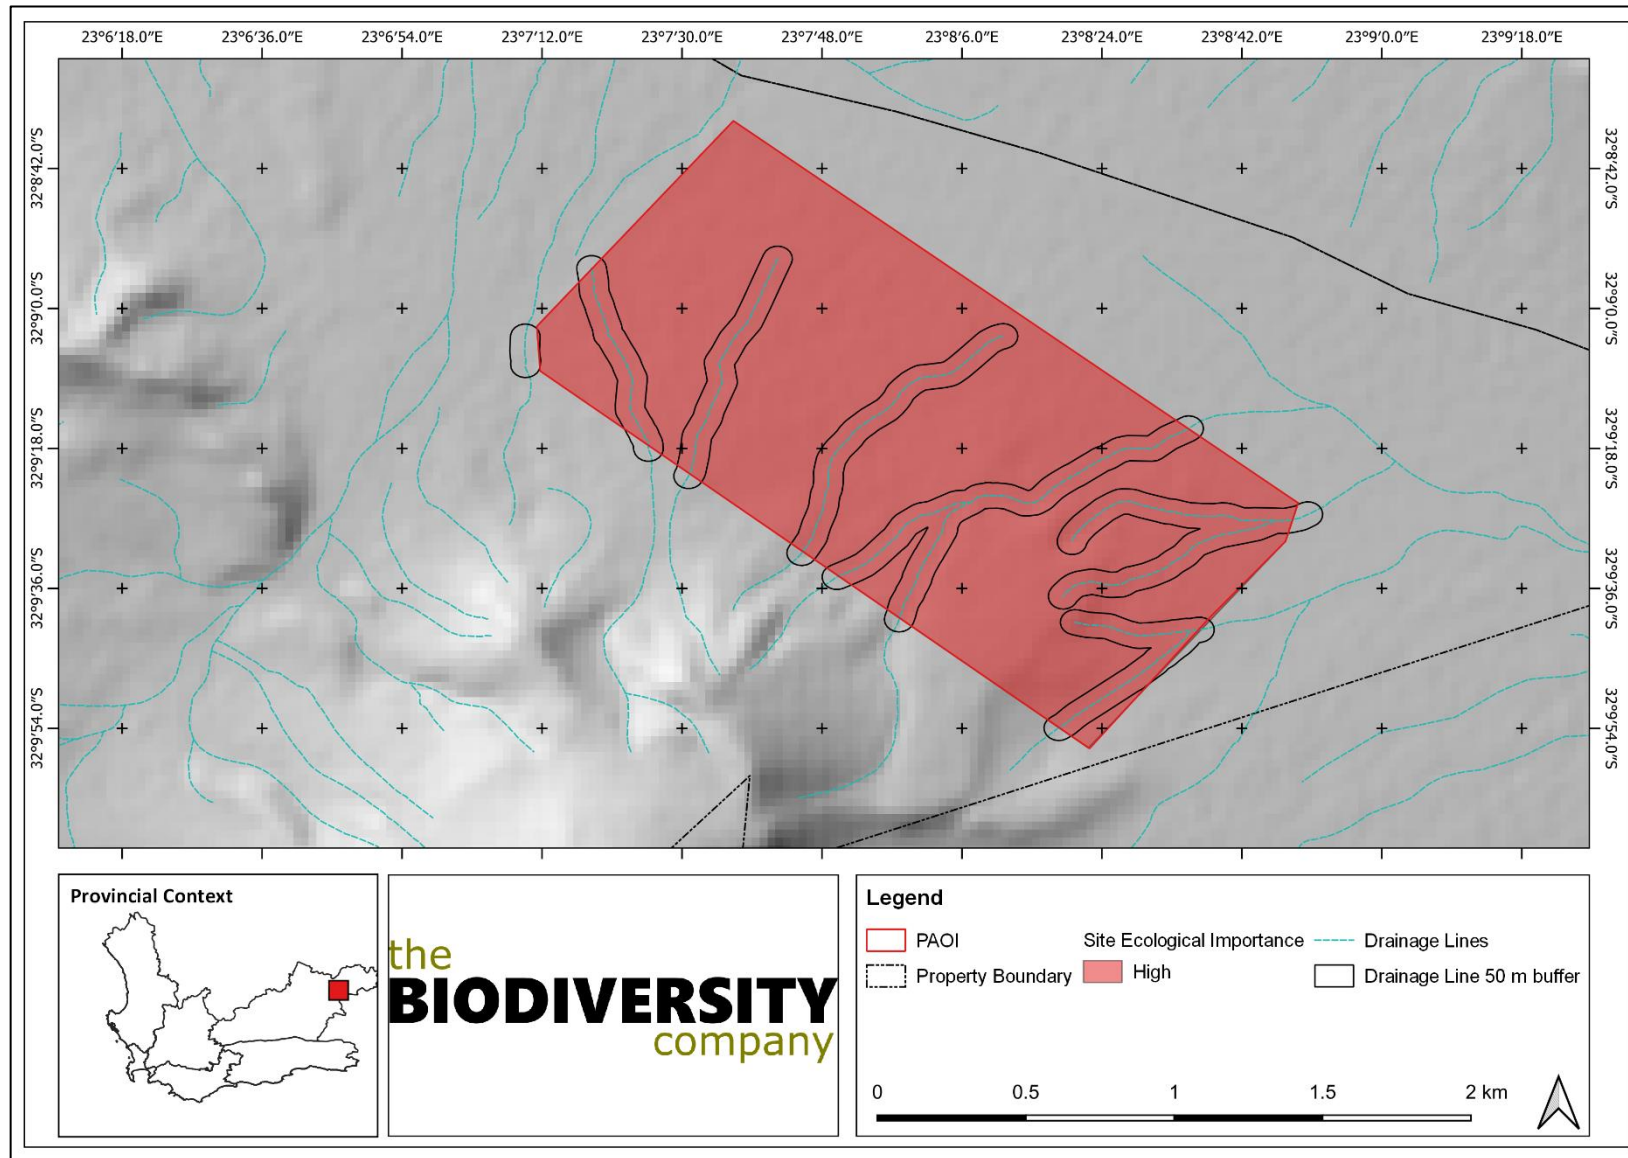 23°6'18.0"E 23°6'36.0"E 23°6'54.0"E 23°7'12.0"E 23°7'30.0"E 23°7'48.0"E 23°8'6.0"E 23°8'24.0"E 23°8'42.0"E 23°9'0.0"E 23°9'18.0"E
32°8'42.0"S
32°9'0.0"S
32°9'18.0"S
32°9'36.0"S
32°9'54.0"S
32°8'42.0"S
32°9'0.0"S
32°9'18.0"S
32°9'36.0"S
32°9'54.0"S
Provincial Context
the
BIODIVERSITY
company
Legend
PAOI
Property Boundary
Site Ecological Importance
High
Drainage Lines
Drainage Line 50 m buffer
0 0.5 1 1.5 2 km